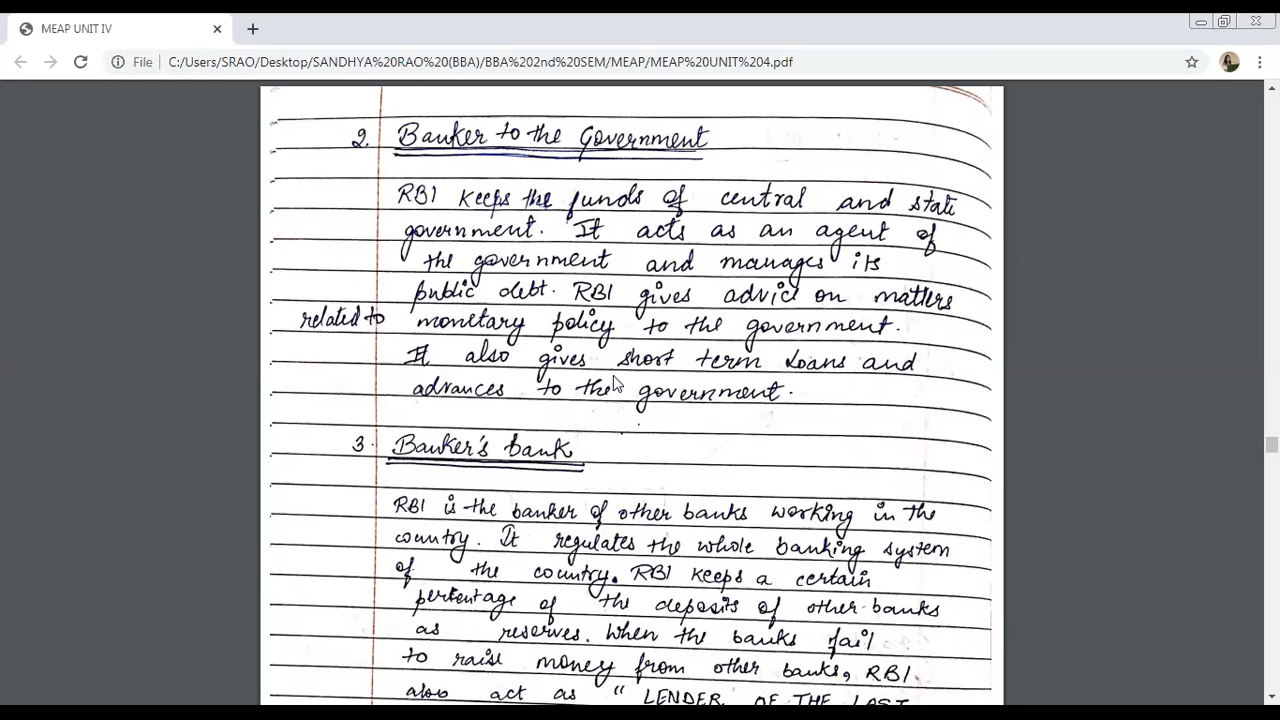 MEAP UNIT IV
File C:/Users/SRAO/Desktop/SANDHYA%20RAO%20(BBA)/BBA%202nd%20SEM/MEAP/MEAP%20UNIT%204.pdf
2. Banker to the Government
RBI keeps the funds of central and state
government. It acts as an agent of
the government and manages its
public debt. RBI gives advice on matters
related to monetary policy to the government.
It also gives short term loans and
advances to the government.
3. Banker's bank
RBI is the banker of other banks working in the
country. It regulates the whole banking system
of the country. RBI keeps a certain
percentage of the deposits of other banks
as reserves. When the banks fail
to raise money from other banks, RBI
also act as "LENDER OF THE LAST